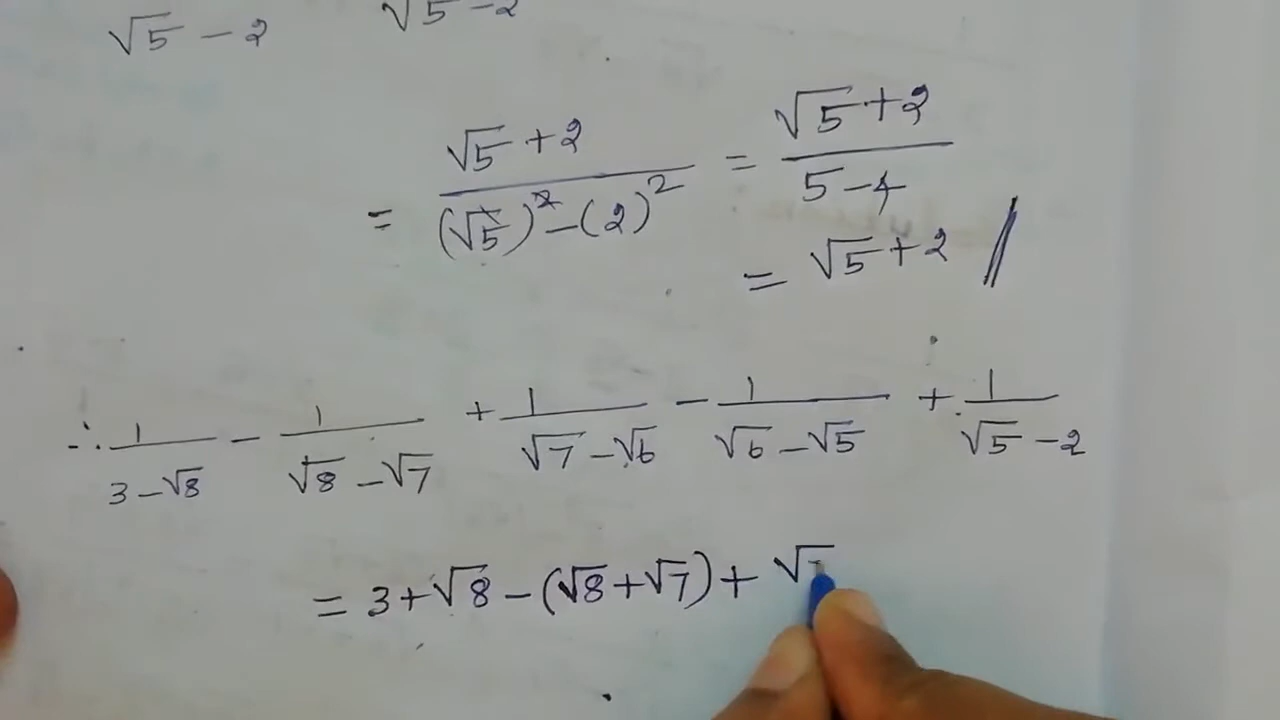 √5 - 2 √5 - 2
= (√5 + 2)/((√5)² - (2)²) = (√5 + 2)/(5 - 4)
= √5 + 2 //
∴ 1/(3 - √8) - 1/(√8 - √7) + 1/(√7 - √6) - 1/(√6 - √5) + 1/(√5 - 2)
= 3 + √8 - (√8 + √7) + √